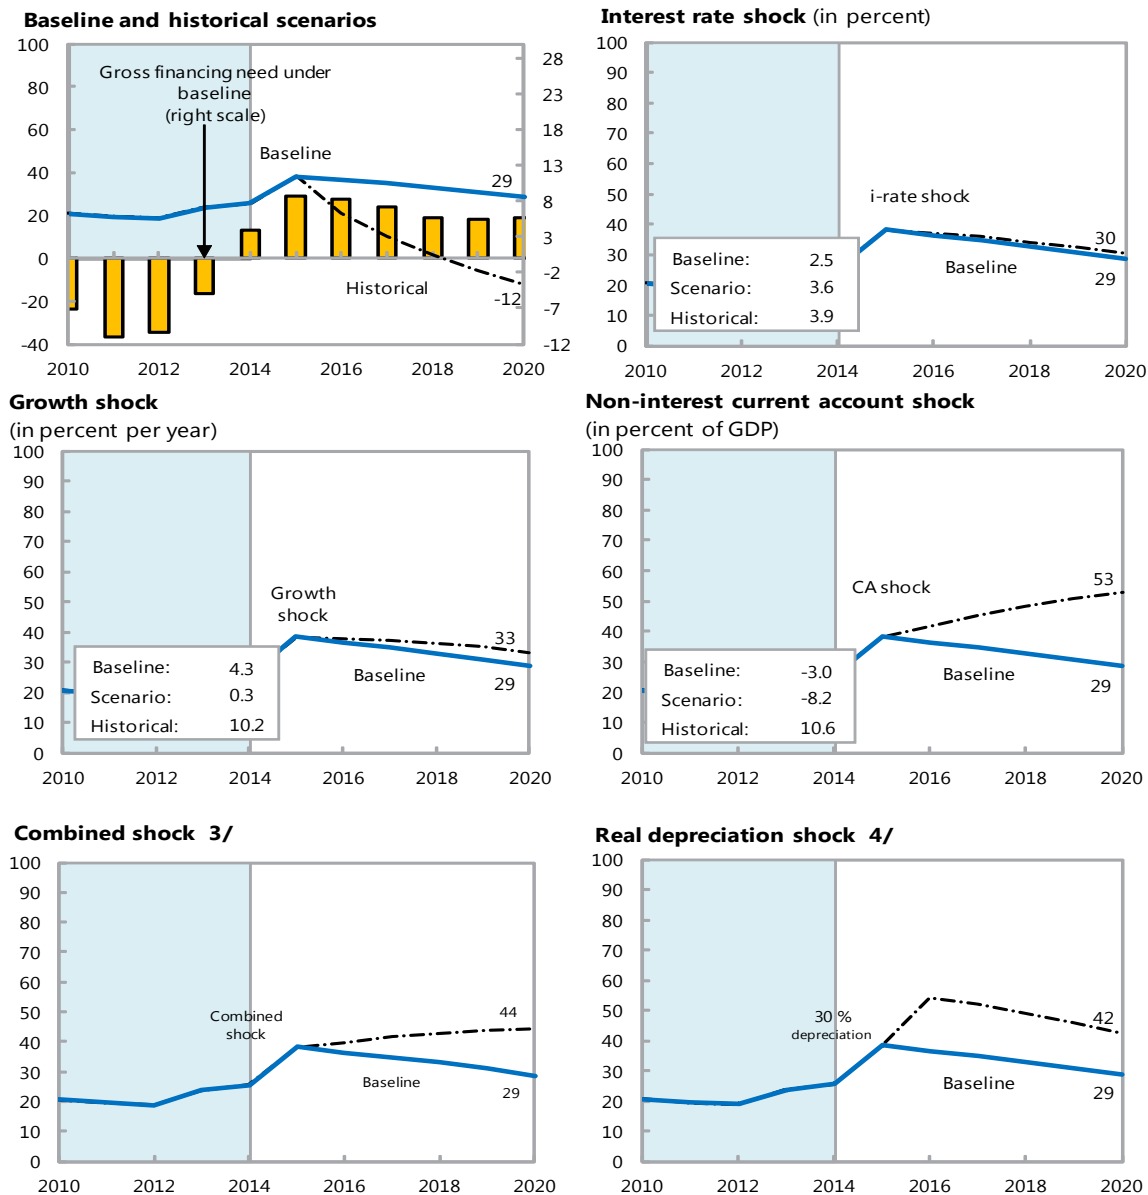 Baseline and historical scenarios
100
80
60
40
20
0
-20
-40
28
23
18
13
8
3
-2
-7
-12
Gross financing need under
baseline
(right scale)
Baseline
29
Historical
-12
2010 2012 2014 2016 2018 2020
Interest rate shock (in percent)
100
90
80
70
60
50
40
30
20
10
0
i-rate shock
30
Baseline
29
Baseline: 2.5
Scenario: 3.6
Historical: 3.9
2010 2012 2014 2016 2018 2020
Growth shock
(in percent per year)
100
90
80
70
60
50
40
30
20
10
0
Growth
shock
33
Baseline
29
Baseline: 4.3
Scenario: 0.3
Historical: 10.2
2010 2012 2014 2016 2018 2020
Non-interest current account shock
(in percent of GDP)
100
90
80
70
60
50
40
30
20
10
0
CA shock
53
Baseline
29
Baseline: -3.0
Scenario: -8.2
Historical: 10.6
2010 2012 2014 2016 2018 2020
Combined shock 3/
100
90
80
70
60
50
40
30
20
10
0
Combined
shock
44
Baseline
29
2010 2012 2014 2016 2018 2020
Real depreciation shock 4/
100
90
80
70
60
50
40
30
20
10
0
30 %
depreciation
42
Baseline
29
2010 2012 2014 2016 2018 2020